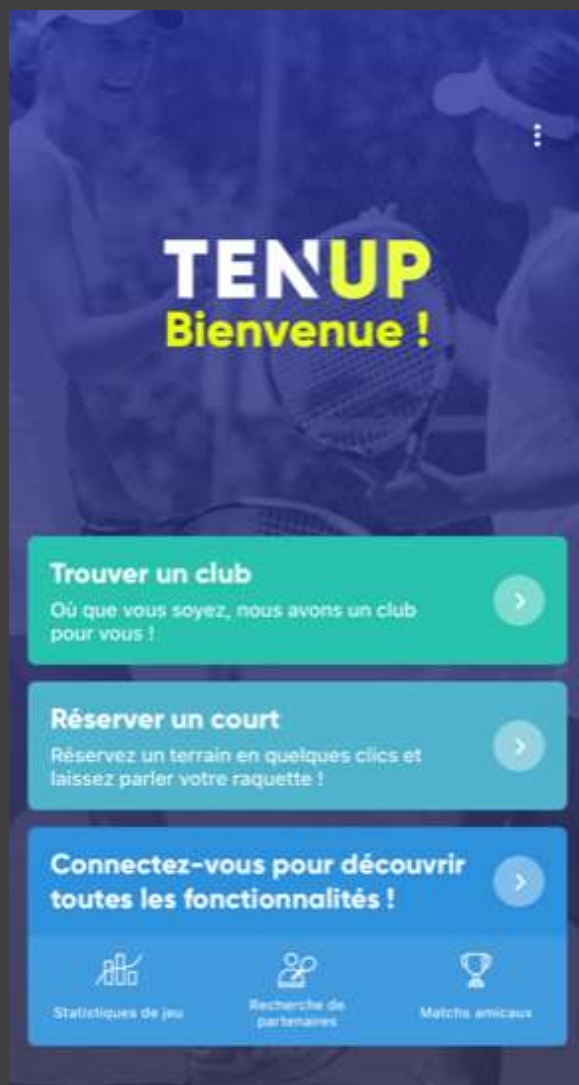 TENUP
Bienvenue !
Trouver un club
Où que vous soyez, nous avons un club
pour vous !
Réserver un court
Réservez un terrain en quelques clics et
laissez parler votre raquette !
Connectez-vous pour découvrir
toutes les fonctionnalités !
Statistiques de jeu
Recherche de
partenaires
Matchs amicaux